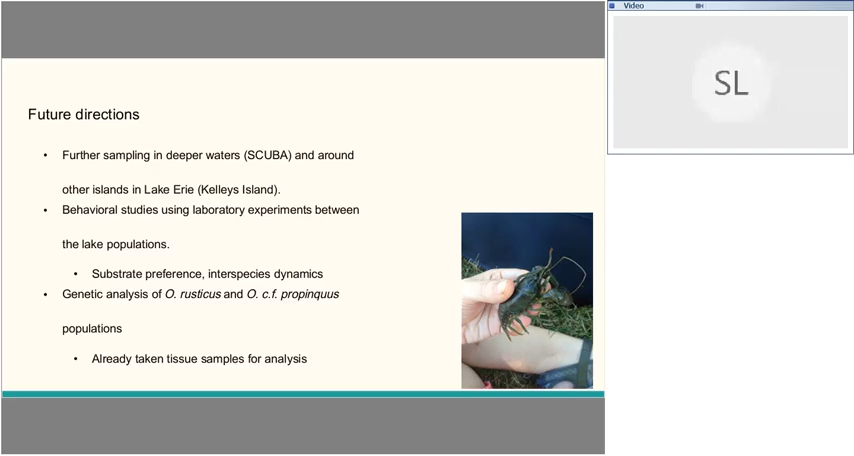 Video
SL
Future directions
• Further sampling in deeper waters (SCUBA) and around
other islands in Lake Erie (Kelleys Island).
• Behavioral studies using laboratory experiments between
the lake populations.
• Substrate preference, interspecies dynamics
• Genetic analysis of O. rusticus and O. c.f. propinquus
populations
• Already taken tissue samples for analysis